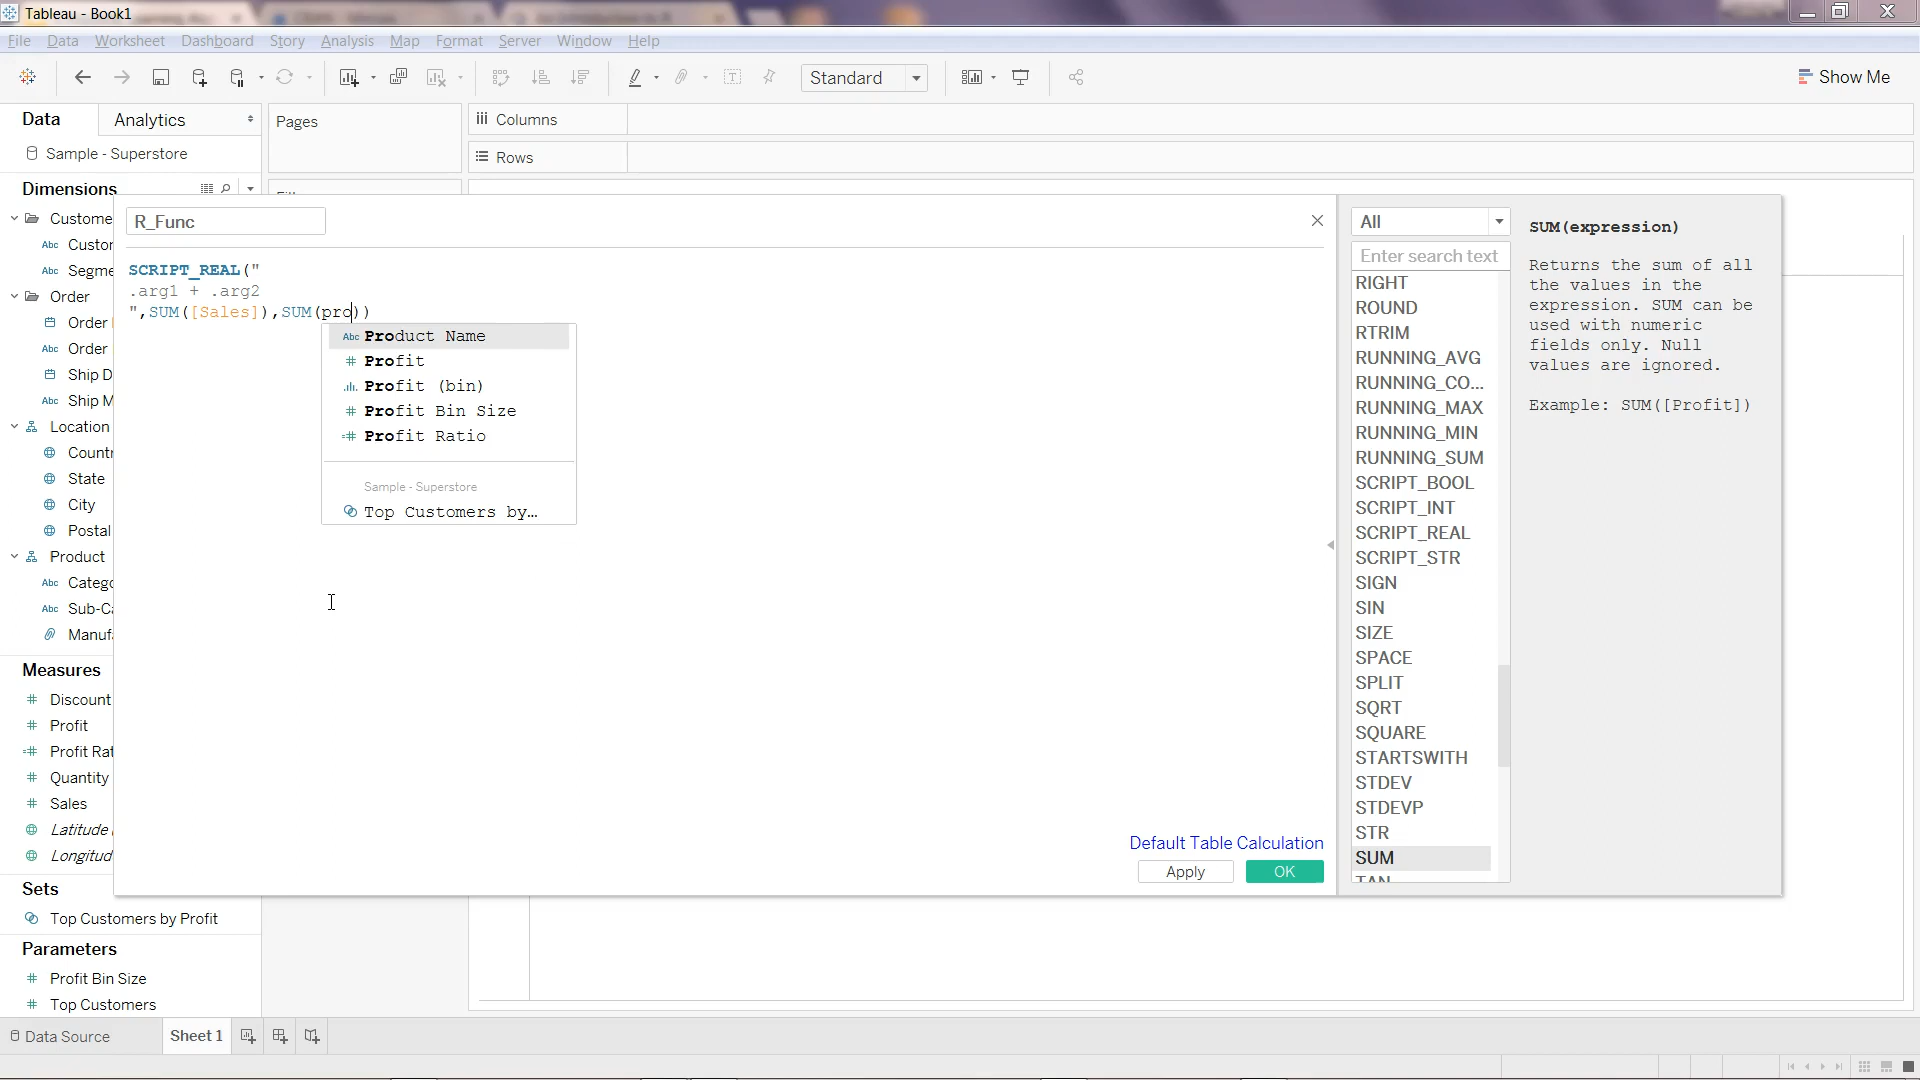 Tableau - Book1
File Data Worksheet Dashboard Story Analysis Map Format Server Window Help
Standard
Show Me
Data
Analytics
Pages
Columns
Sample - Superstore
Rows
Dimensions
Custome
Custor
Segme
Order
Order
Order
Ship D
Ship M
Location
Countr
State
City
Postal
Product
Catego
Sub-Ca
Manufa
Measures
Discount
Profit
Profit Rat
Quantity
Sales
Latitude
Longitud
Sets
Top Customers by Profit
Parameters
Profit Bin Size
Top Customers
R_Func
SCRIPT_REAL("
.arg1 + .arg2
",SUM([Sales]),SUM(pro))
Abc Product Name
# Profit
Profit (bin)
# Profit Bin Size
=# Profit Ratio
Sample - Superstore
Top Customers by...
Default Table Calculation
Apply
OK
All
Enter search text
RIGHT
ROUND
RTRIM
RUNNING_AVG
RUNNING_CO...
RUNNING_MAX
RUNNING_MIN
RUNNING_SUM
SCRIPT_BOOL
SCRIPT_INT
SCRIPT_REAL
SCRIPT_STR
SIGN
SIN
SIZE
SPACE
SPLIT
SQRT
SQUARE
STARTSWITH
STDEV
STDEVP
STR
SUM
TAN
SUM(expression)
Returns the sum of all
the values in the
expression. SUM can be
used with numeric
fields only. Null
values are ignored.
Example: SUM([Profit])
Data Source
Sheet 1